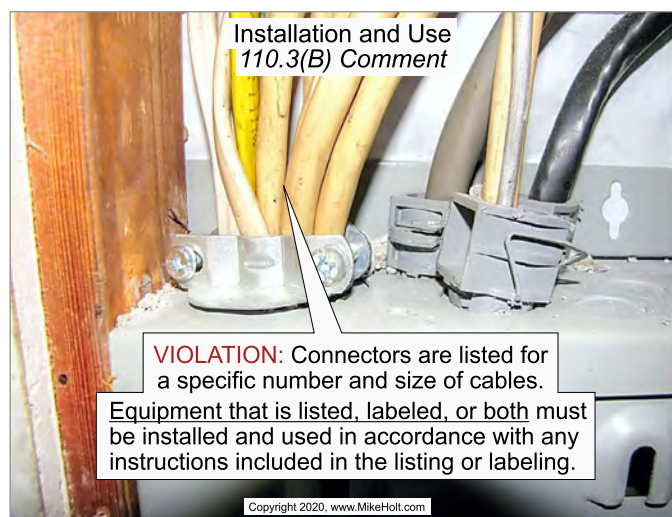 Installation and Use
110.3(B) Comment
VIOLATION: Connectors are listed for
a specific number and size of cables.
Equipment that is listed, labeled, or both must
be installed and used in accordance with any
instructions included in the listing or labeling.
Copyright 2020, www.MikeHolt.com